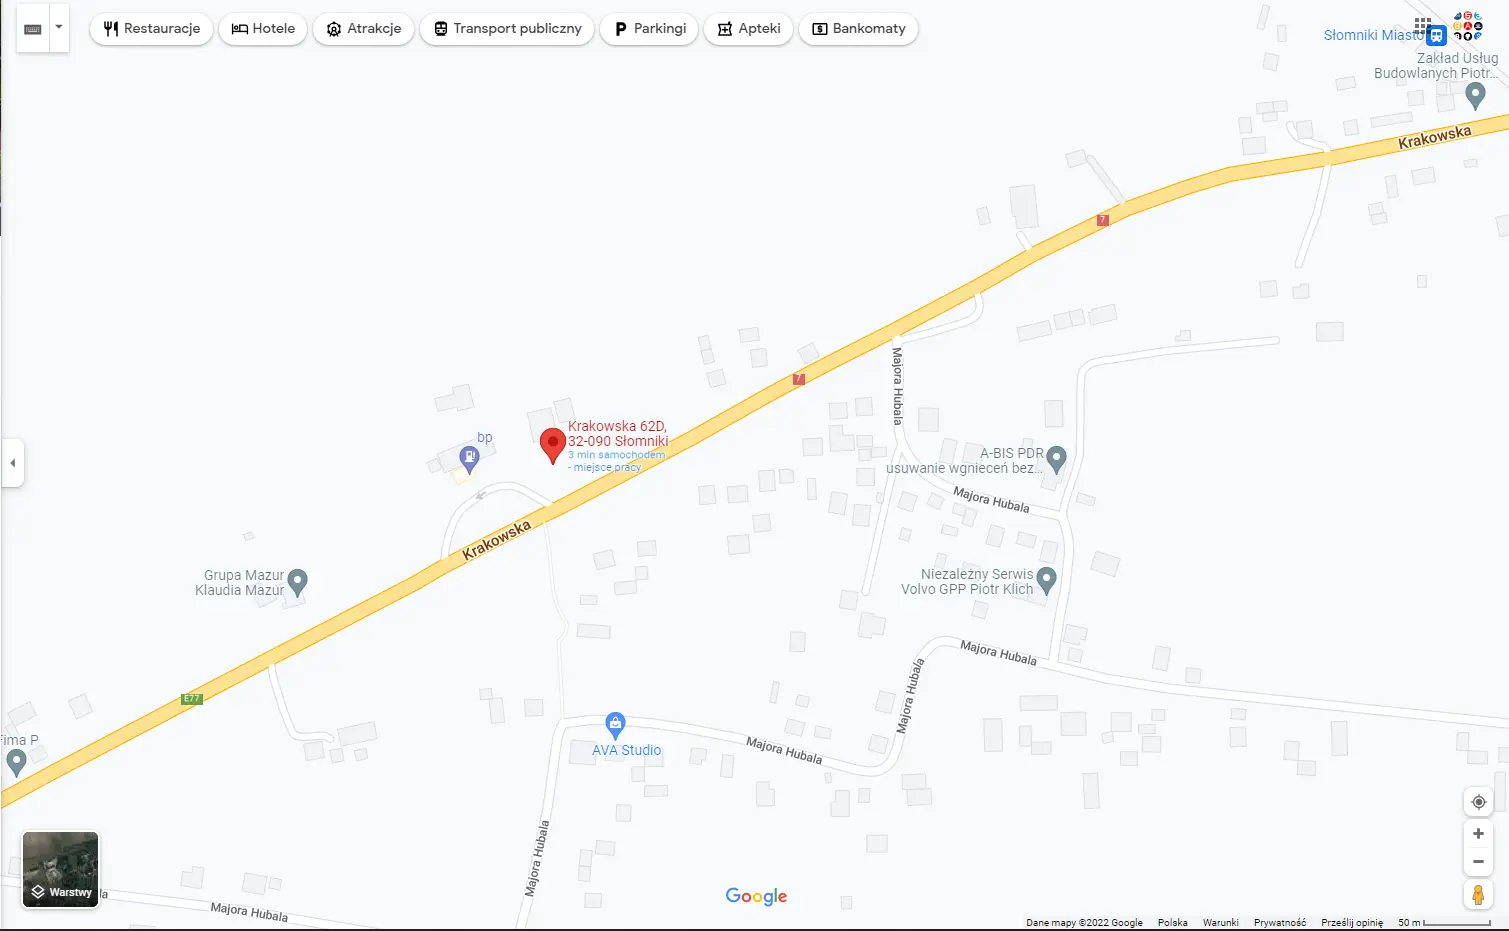 Restauracje
Hotele
Atrakcje
Transport publiczny
Parkingi
Apteki
Bankomaty
Słomniki Miasto
Zakład Usług
Budowlanych Piotr...
Krakowska
7
7
Majora Hubala
Krakowska 62D,
32-090 Słomniki
3 min samochodem
- miejsce pracy
bp
A-BIS PDR
usuwanie wgnieceń bez...
Majora Hubala
Krakowska
Grupa Mazur
Klaudia Mazur
Niezależny Serwis
Volvo GPP Piotr Klich
Majora Hubala
E77
Majora Hubala
Fima P
AVA Studio
Majora Hubala
Majora Hubala
Warstwy
la
Majora Hubala
Google
Dane mapy ©2022 Google Polska Warunki Prywatność Prześlij opinię 50 m